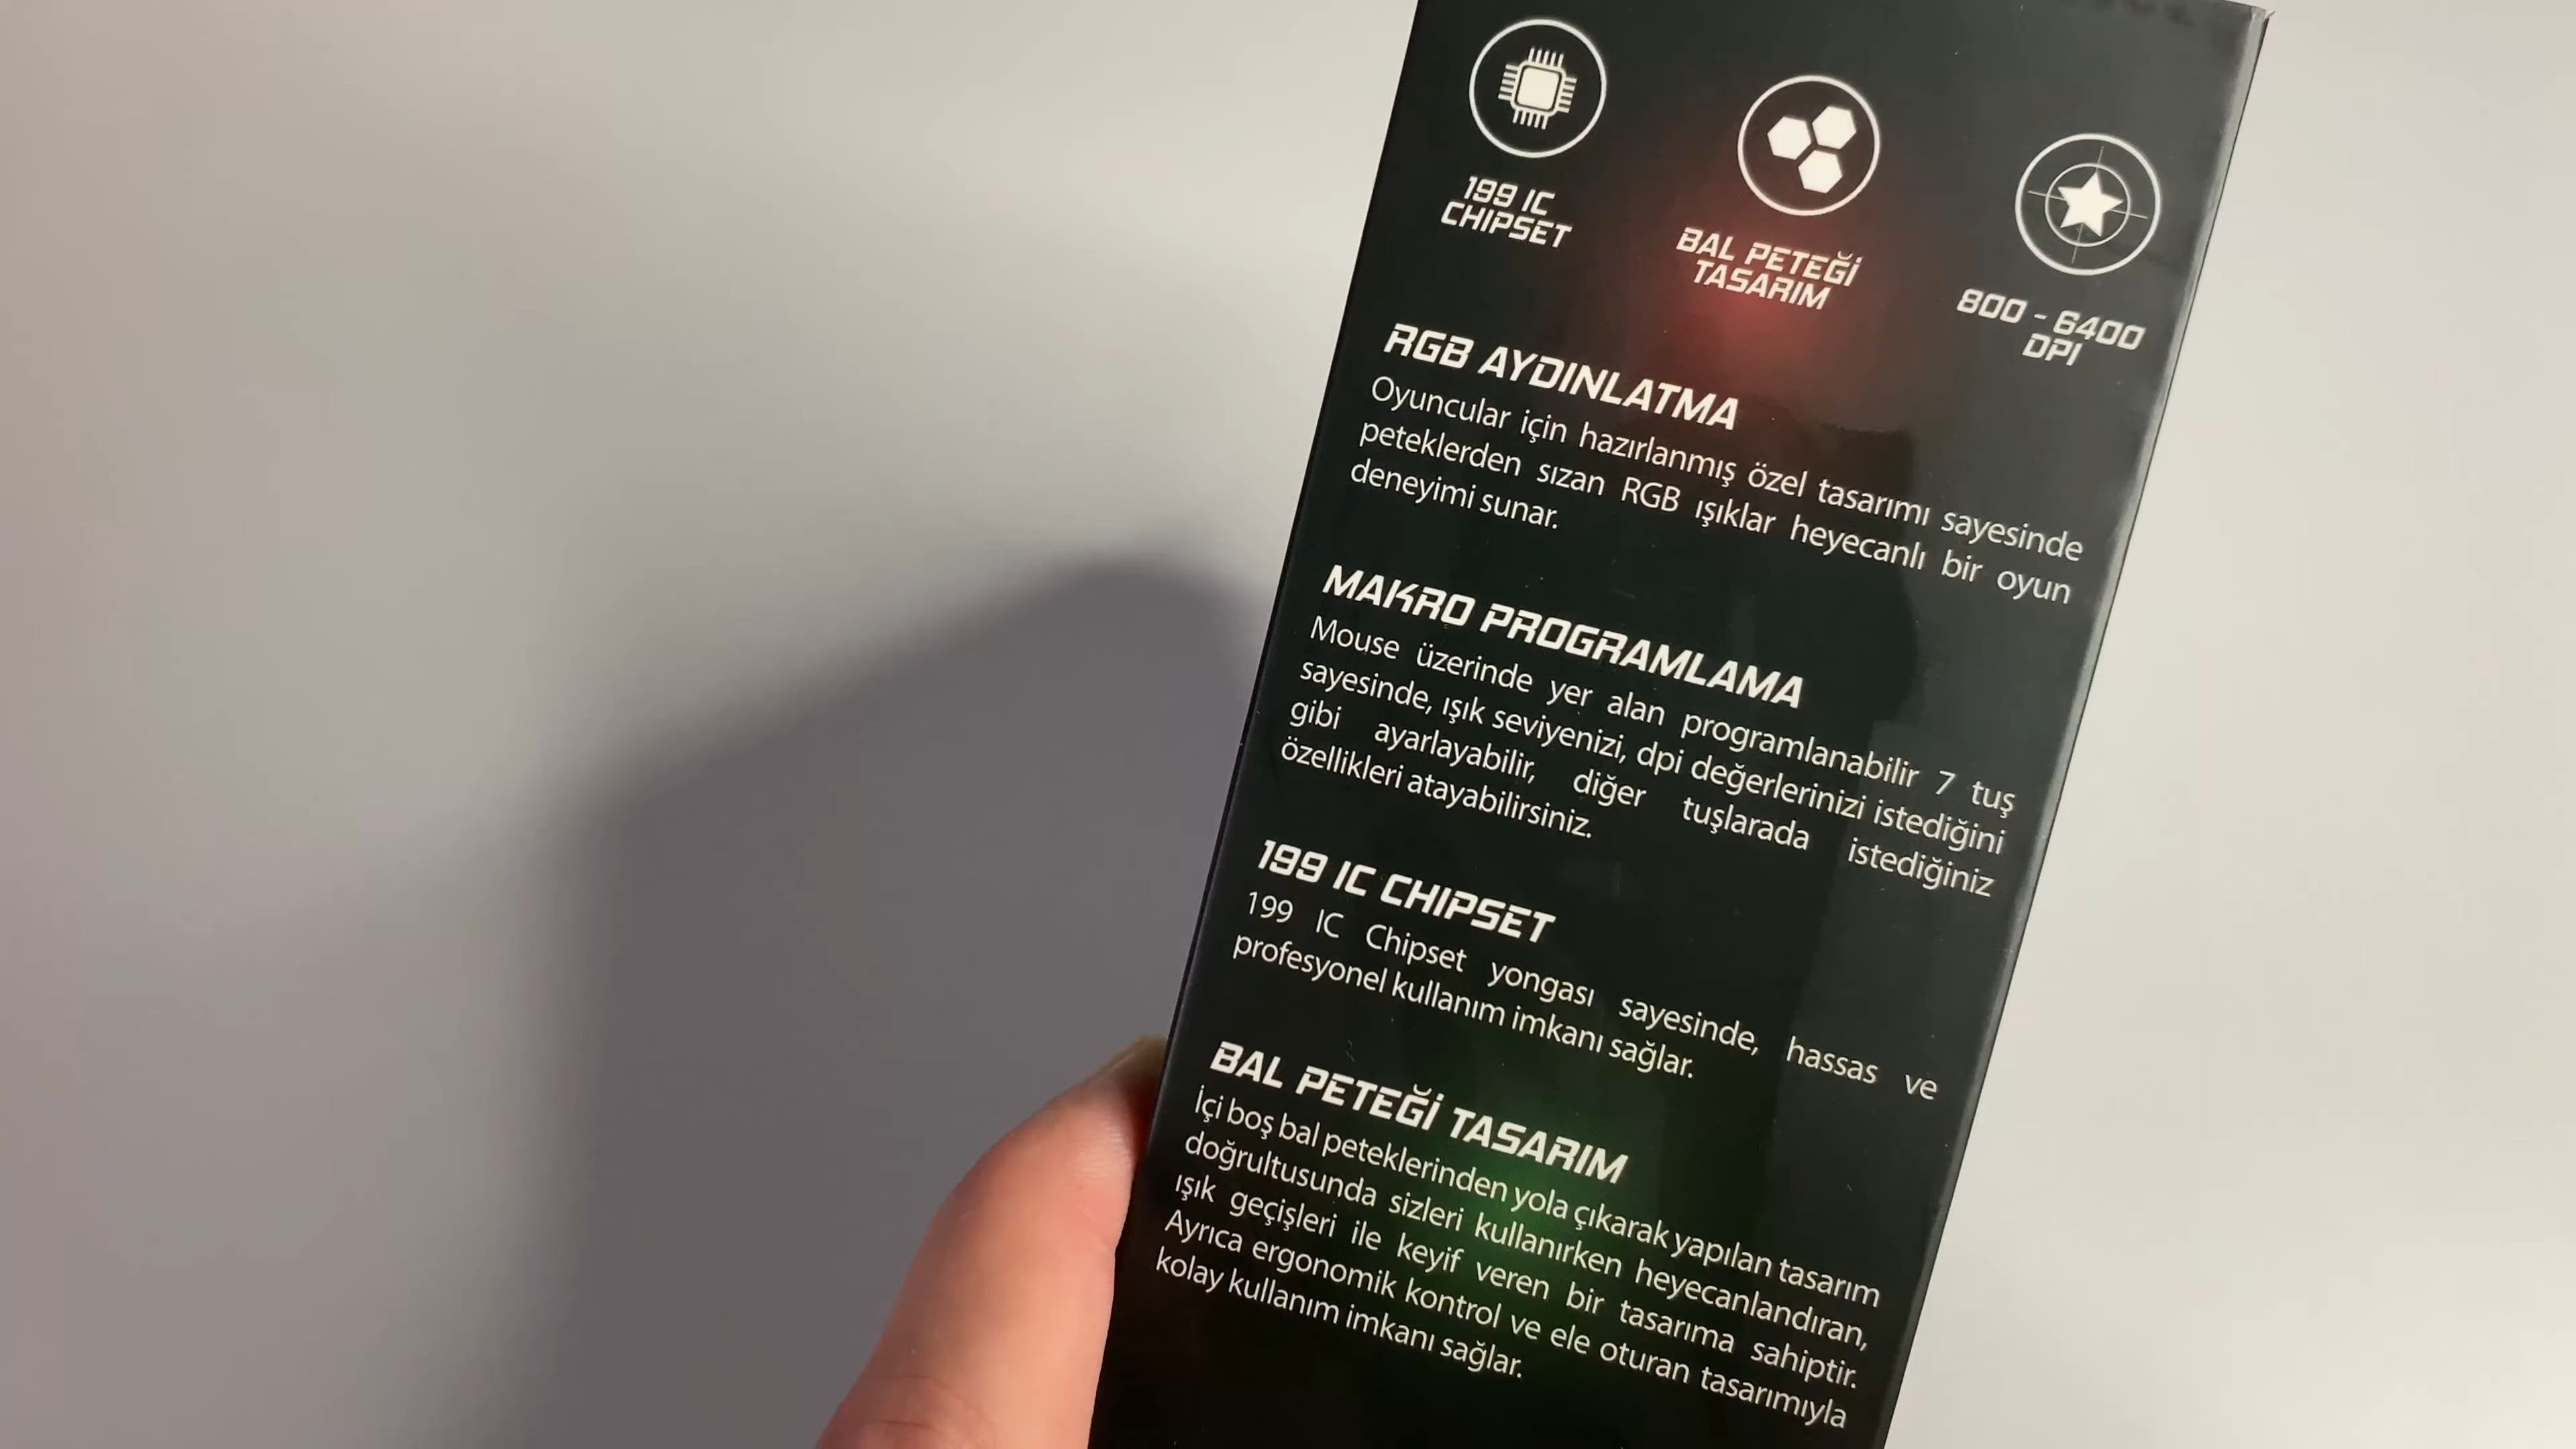 199 IC
CHIPSET
BAL PETEĞİ
TASARIM
800 - 6400
DPI
RGB AYDINLATMA
Oyuncular için hazırlanmış özel tasarımı sayesinde
peteklerden sızan RGB ışıklar heyecanlı bir oyun
deneyimi sunar.
MAKRO PROGRAMLAMA
Mouse üzerinde yer alan programlanabilir 7 tuş
sayesinde, ışık seviyenizi, dpi değerlerinizi istediğini
gibi ayarlayabilir, diğer tuşlarada istediğiniz
özellikleri atayabilirsiniz.
199 IC CHIPSET
199 IC Chipset yongası sayesinde, hassas ve
profesyonel kullanım imkanı sağlar.
BAL PETEĞİ TASARIM
İçi boş bal peteklerinden yola çıkarak yapılan tasarım
doğrultusunda sizleri kullanırken heyecanlandıran,
ışık geçişleri ile keyif veren bir tasarıma sahiptir.
Ayrıca ergonomik kontrol ve ele oturan tasarımıyla
kolay kullanım imkanı sağlar.